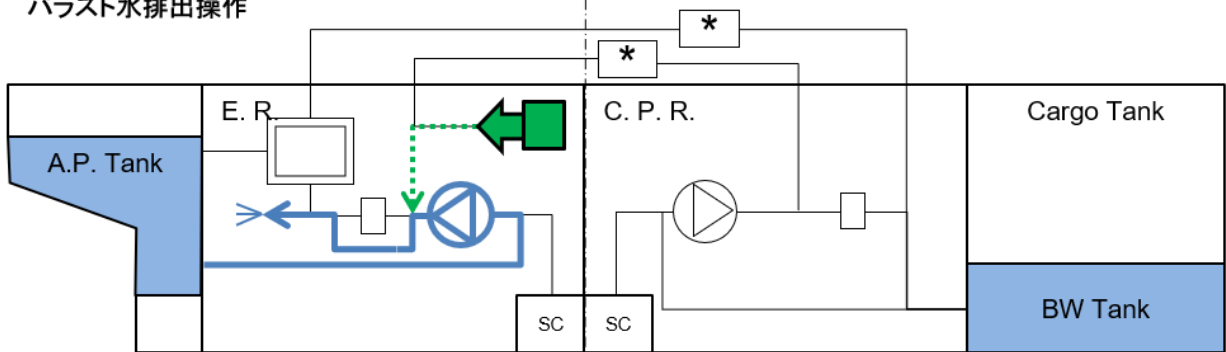 バラスト水排出操作
*
*
E. R.
C. P. R.
Cargo Tank
A.P. Tank
BW Tank
SC
SC